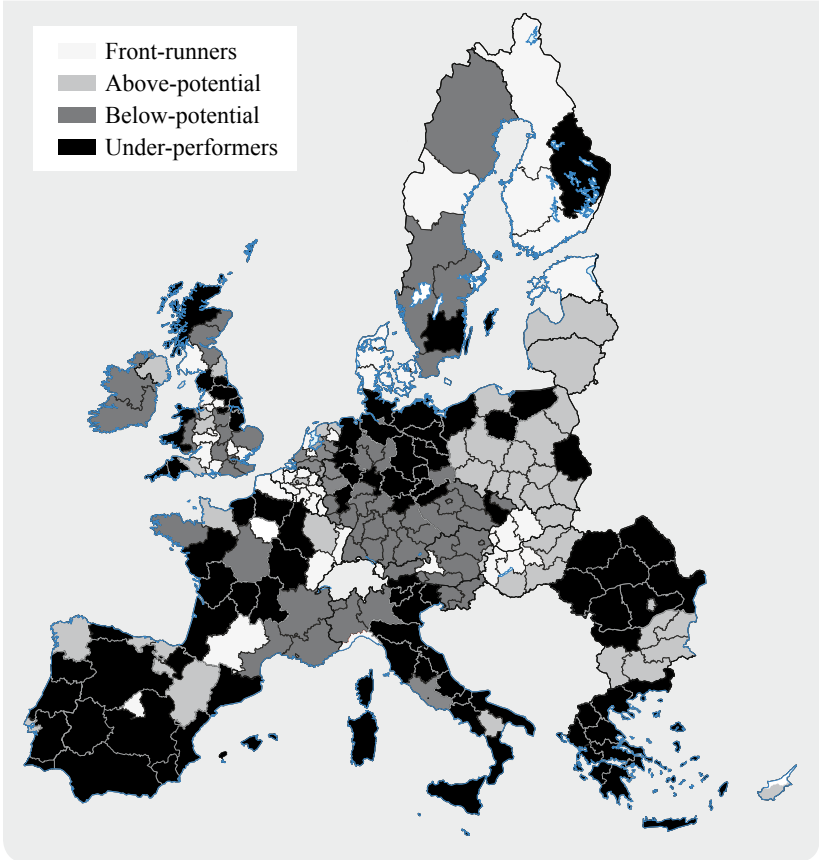 Front-runners
Above-potential
Below-potential
Under-performers